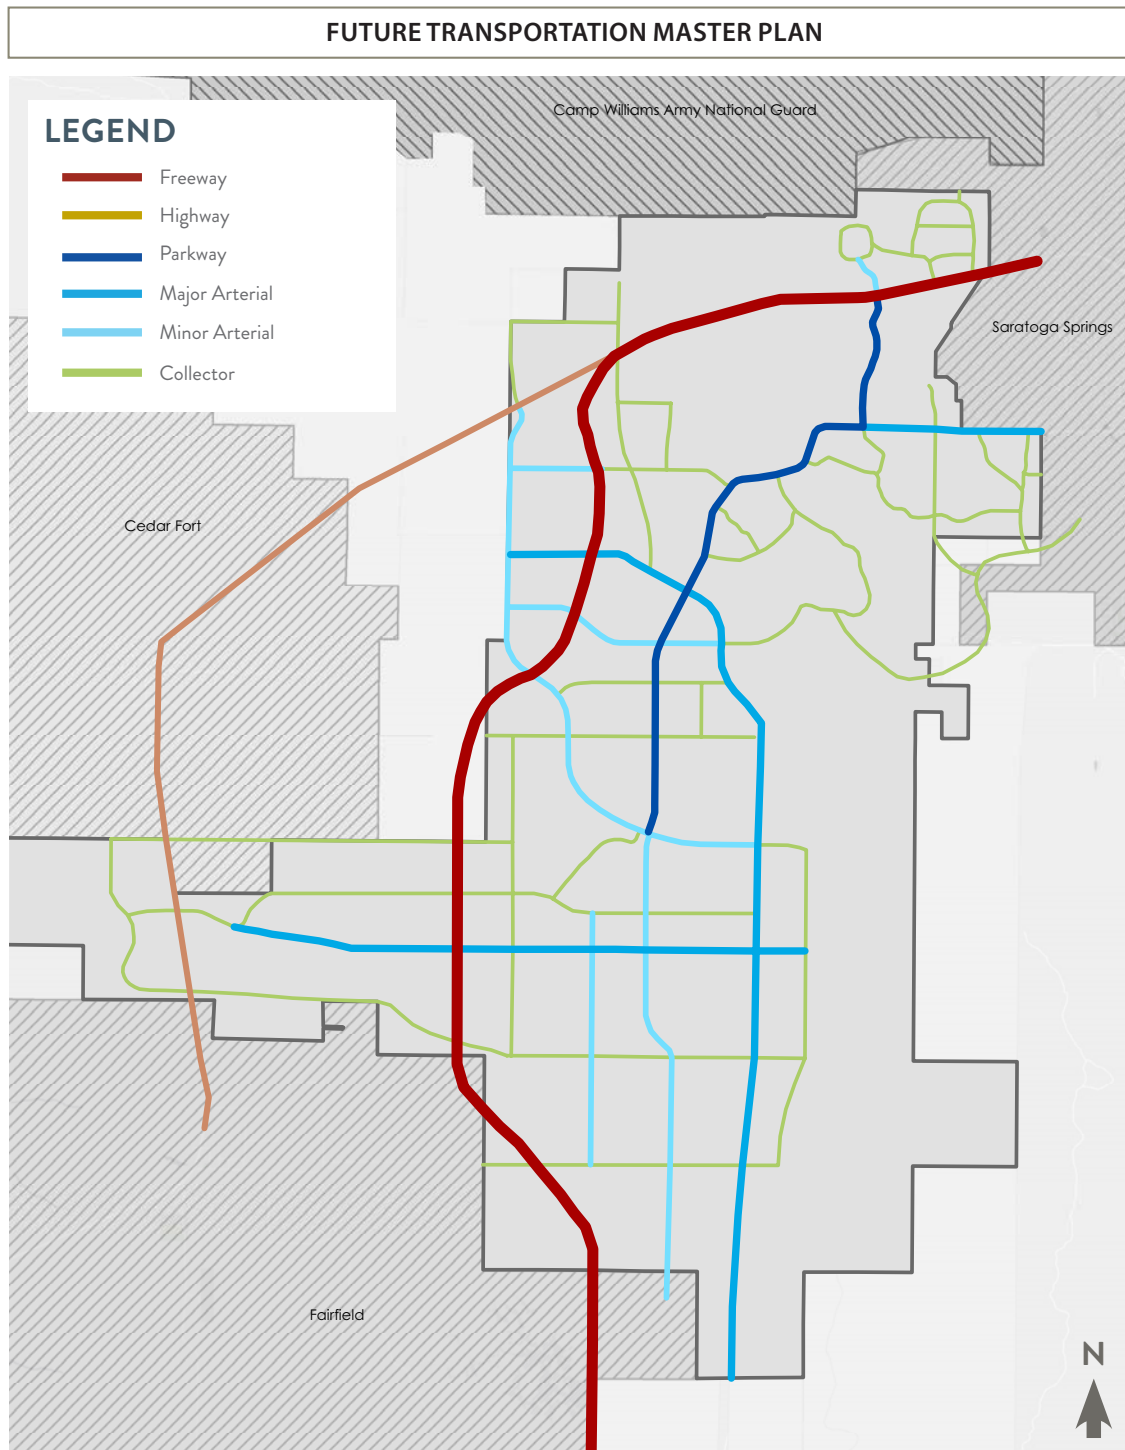 FUTURE TRANSPORTATION MASTER PLAN
Camp Williams Army National Guard
LEGEND
Freeway
Highway
Parkway
Major Arterial
Minor Arterial
Collector
Saratoga Springs
Cedar Fort
Fairfield
N